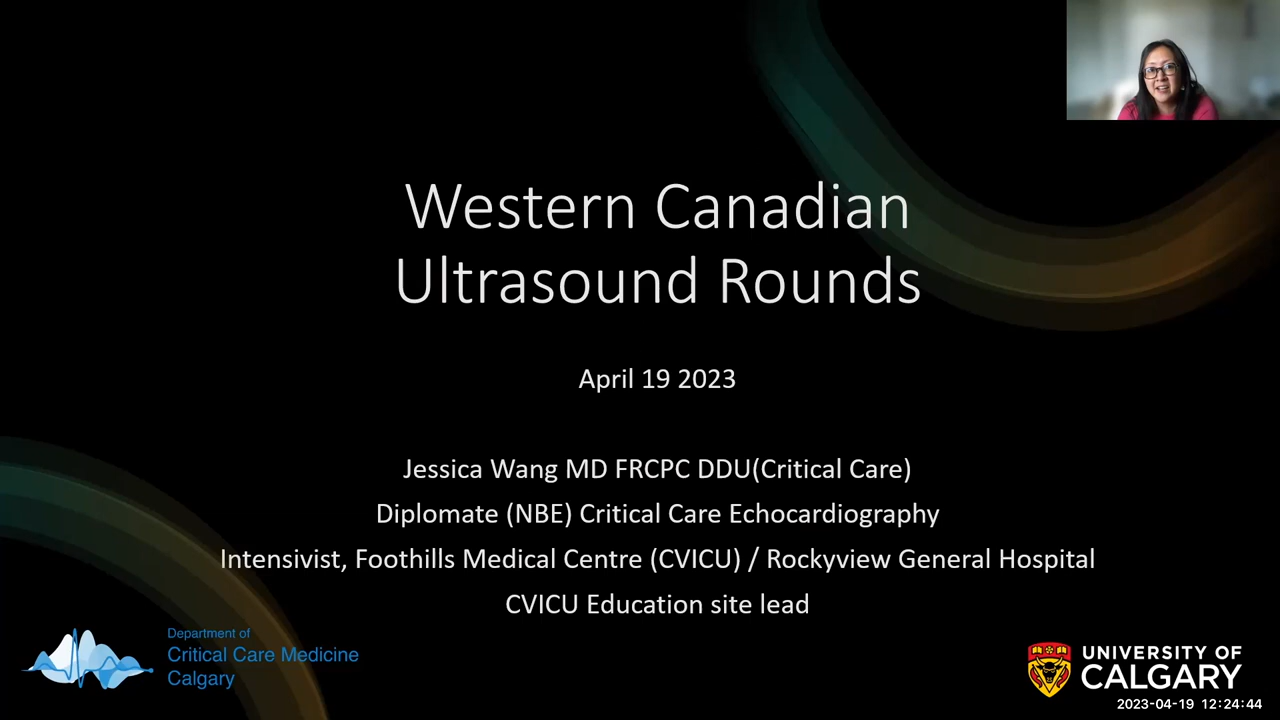 Western Canadian
Ultrasound Rounds
April 19 2023
Jessica Wang MD FRCPC DDU(Critical Care)
Diplomate (NBE) Critical Care Echocardiography
Intensivist, Foothills Medical Centre (CVICU) / Rockyview General Hospital
CVICU Education site lead
Department of
Critical Care Medicine
Calgary
UNIVERSITY OF
CALGARY
2023-04-19 12:24:44